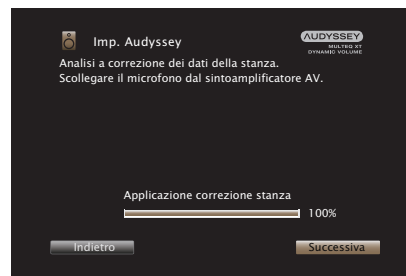 Imp. Audyssey
AUDYSSEY
MULTEQ XT
DYNAMIC VOLUME
Analisi a correzione dei dati della stanza.
Scollegare il microfono dal sintoamplificatore AV.
Applicazione correzione stanza
100%
Indietro
Successiva